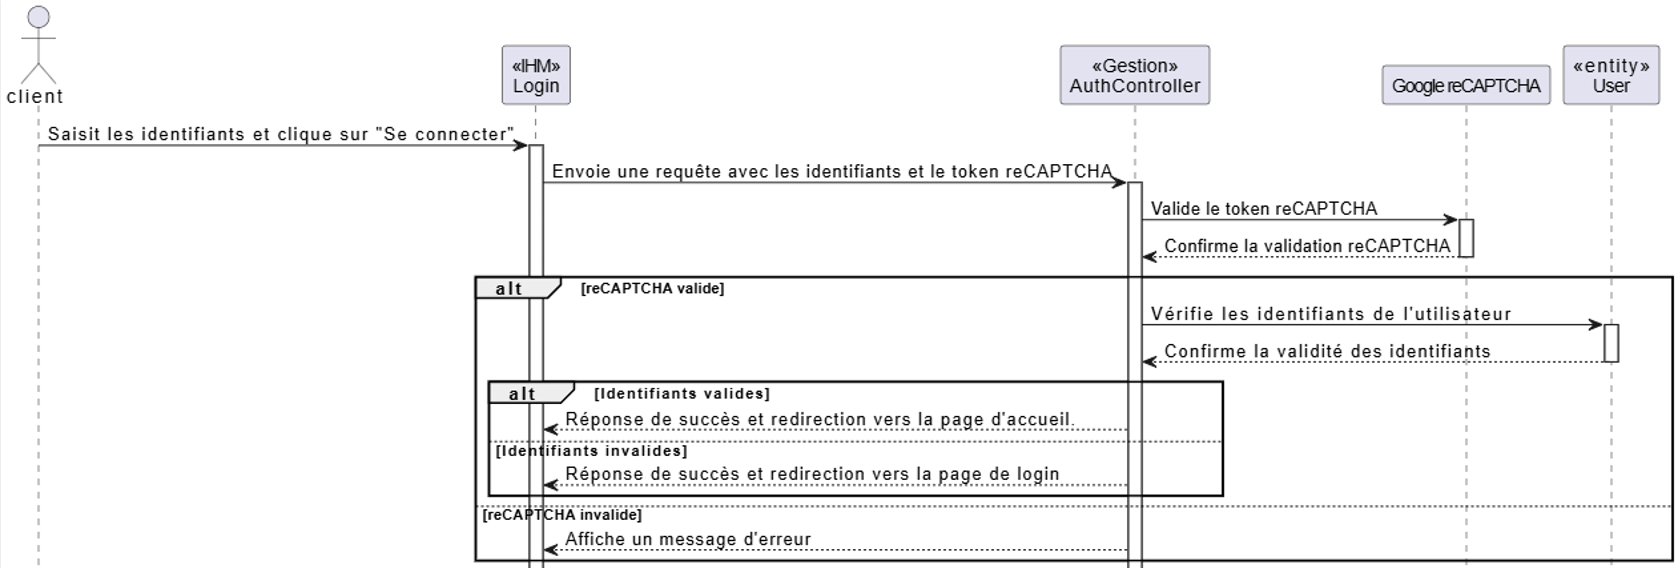 client
«IHM»
Login
«Gestion»
AuthController
Google reCAPTCHA
«entity»
User
Saisit les identifiants et clique sur "Se connecter"
Envoie une requête avec les identifiants et le token reCAPTCHA
Valide le token reCAPTCHA
Confirme la validation reCAPTCHA
alt [reCAPTCHA valide]
Vérifie les identifiants de l'utilisateur
Confirme la validité des identifiants
alt [Identifiants valides]
Réponse de succès et redirection vers la page d'accueil.
[Identifiants invalides]
Réponse de succès et redirection vers la page de login
[reCAPTCHA invalide]
Affiche un message d'erreur